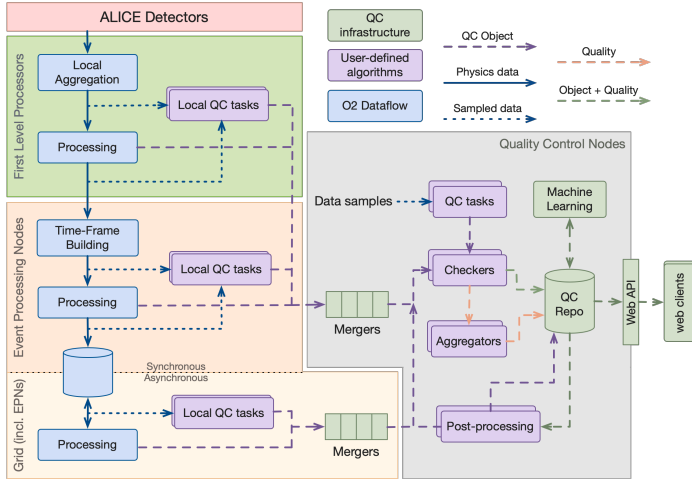 ALICE Detectors
First Level Processors
Local
Aggregation
Local QC tasks
Processing
Event Processing Nodes
Time-Frame
Building
Local QC tasks
Processing
Synchronous
Asynchronous
Grid (incl. EPNs)
Local QC tasks
Processing
QC
infrastructure
User-defined
algorithms
O2 Dataflow
QC Object
Physics data
Sampled data
Quality
Object + Quality
Quality Control Nodes
Data samples
QC tasks
Machine
Learning
Checkers
QC
Repo
Aggregators
Mergers
Post-processing
Mergers
Web API
web clients